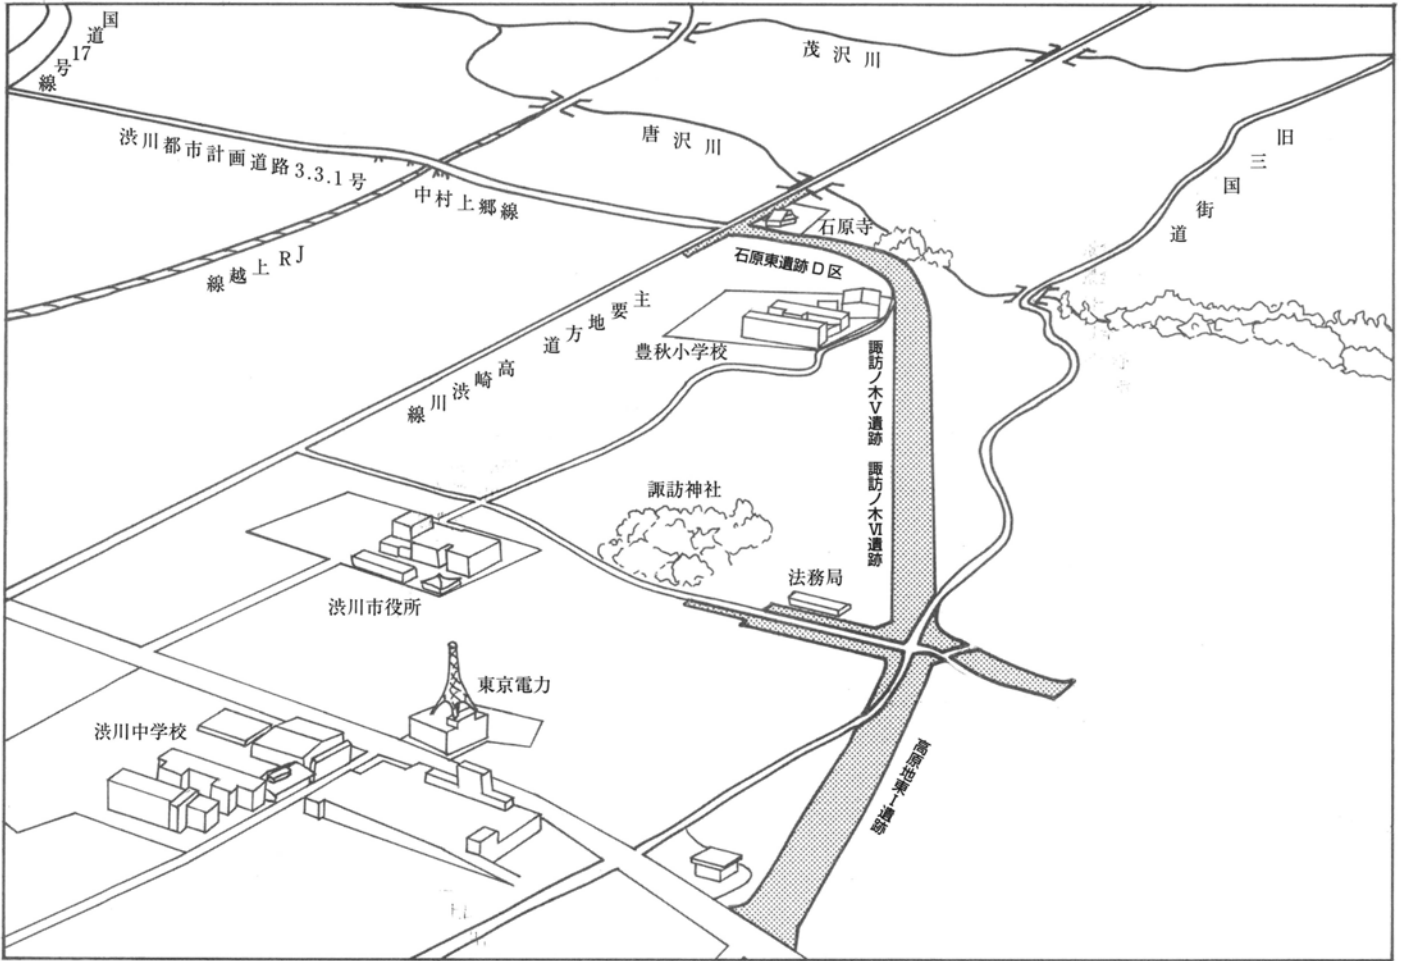 国道17号線
茂沢川
渋川都市計画道路3.3.1号
中村上郷線
唐沢川
旧三国街道
JR上越線
石原寺
石原東遺跡D区
主要地方道
高崎渋川線
豊秋小学校
諏訪ノ木Ⅴ遺跡
諏訪ノ木Ⅵ遺跡
諏訪神社
法務局
渋川市役所
東京電力
渋川中学校
高原地東Ⅰ遺跡